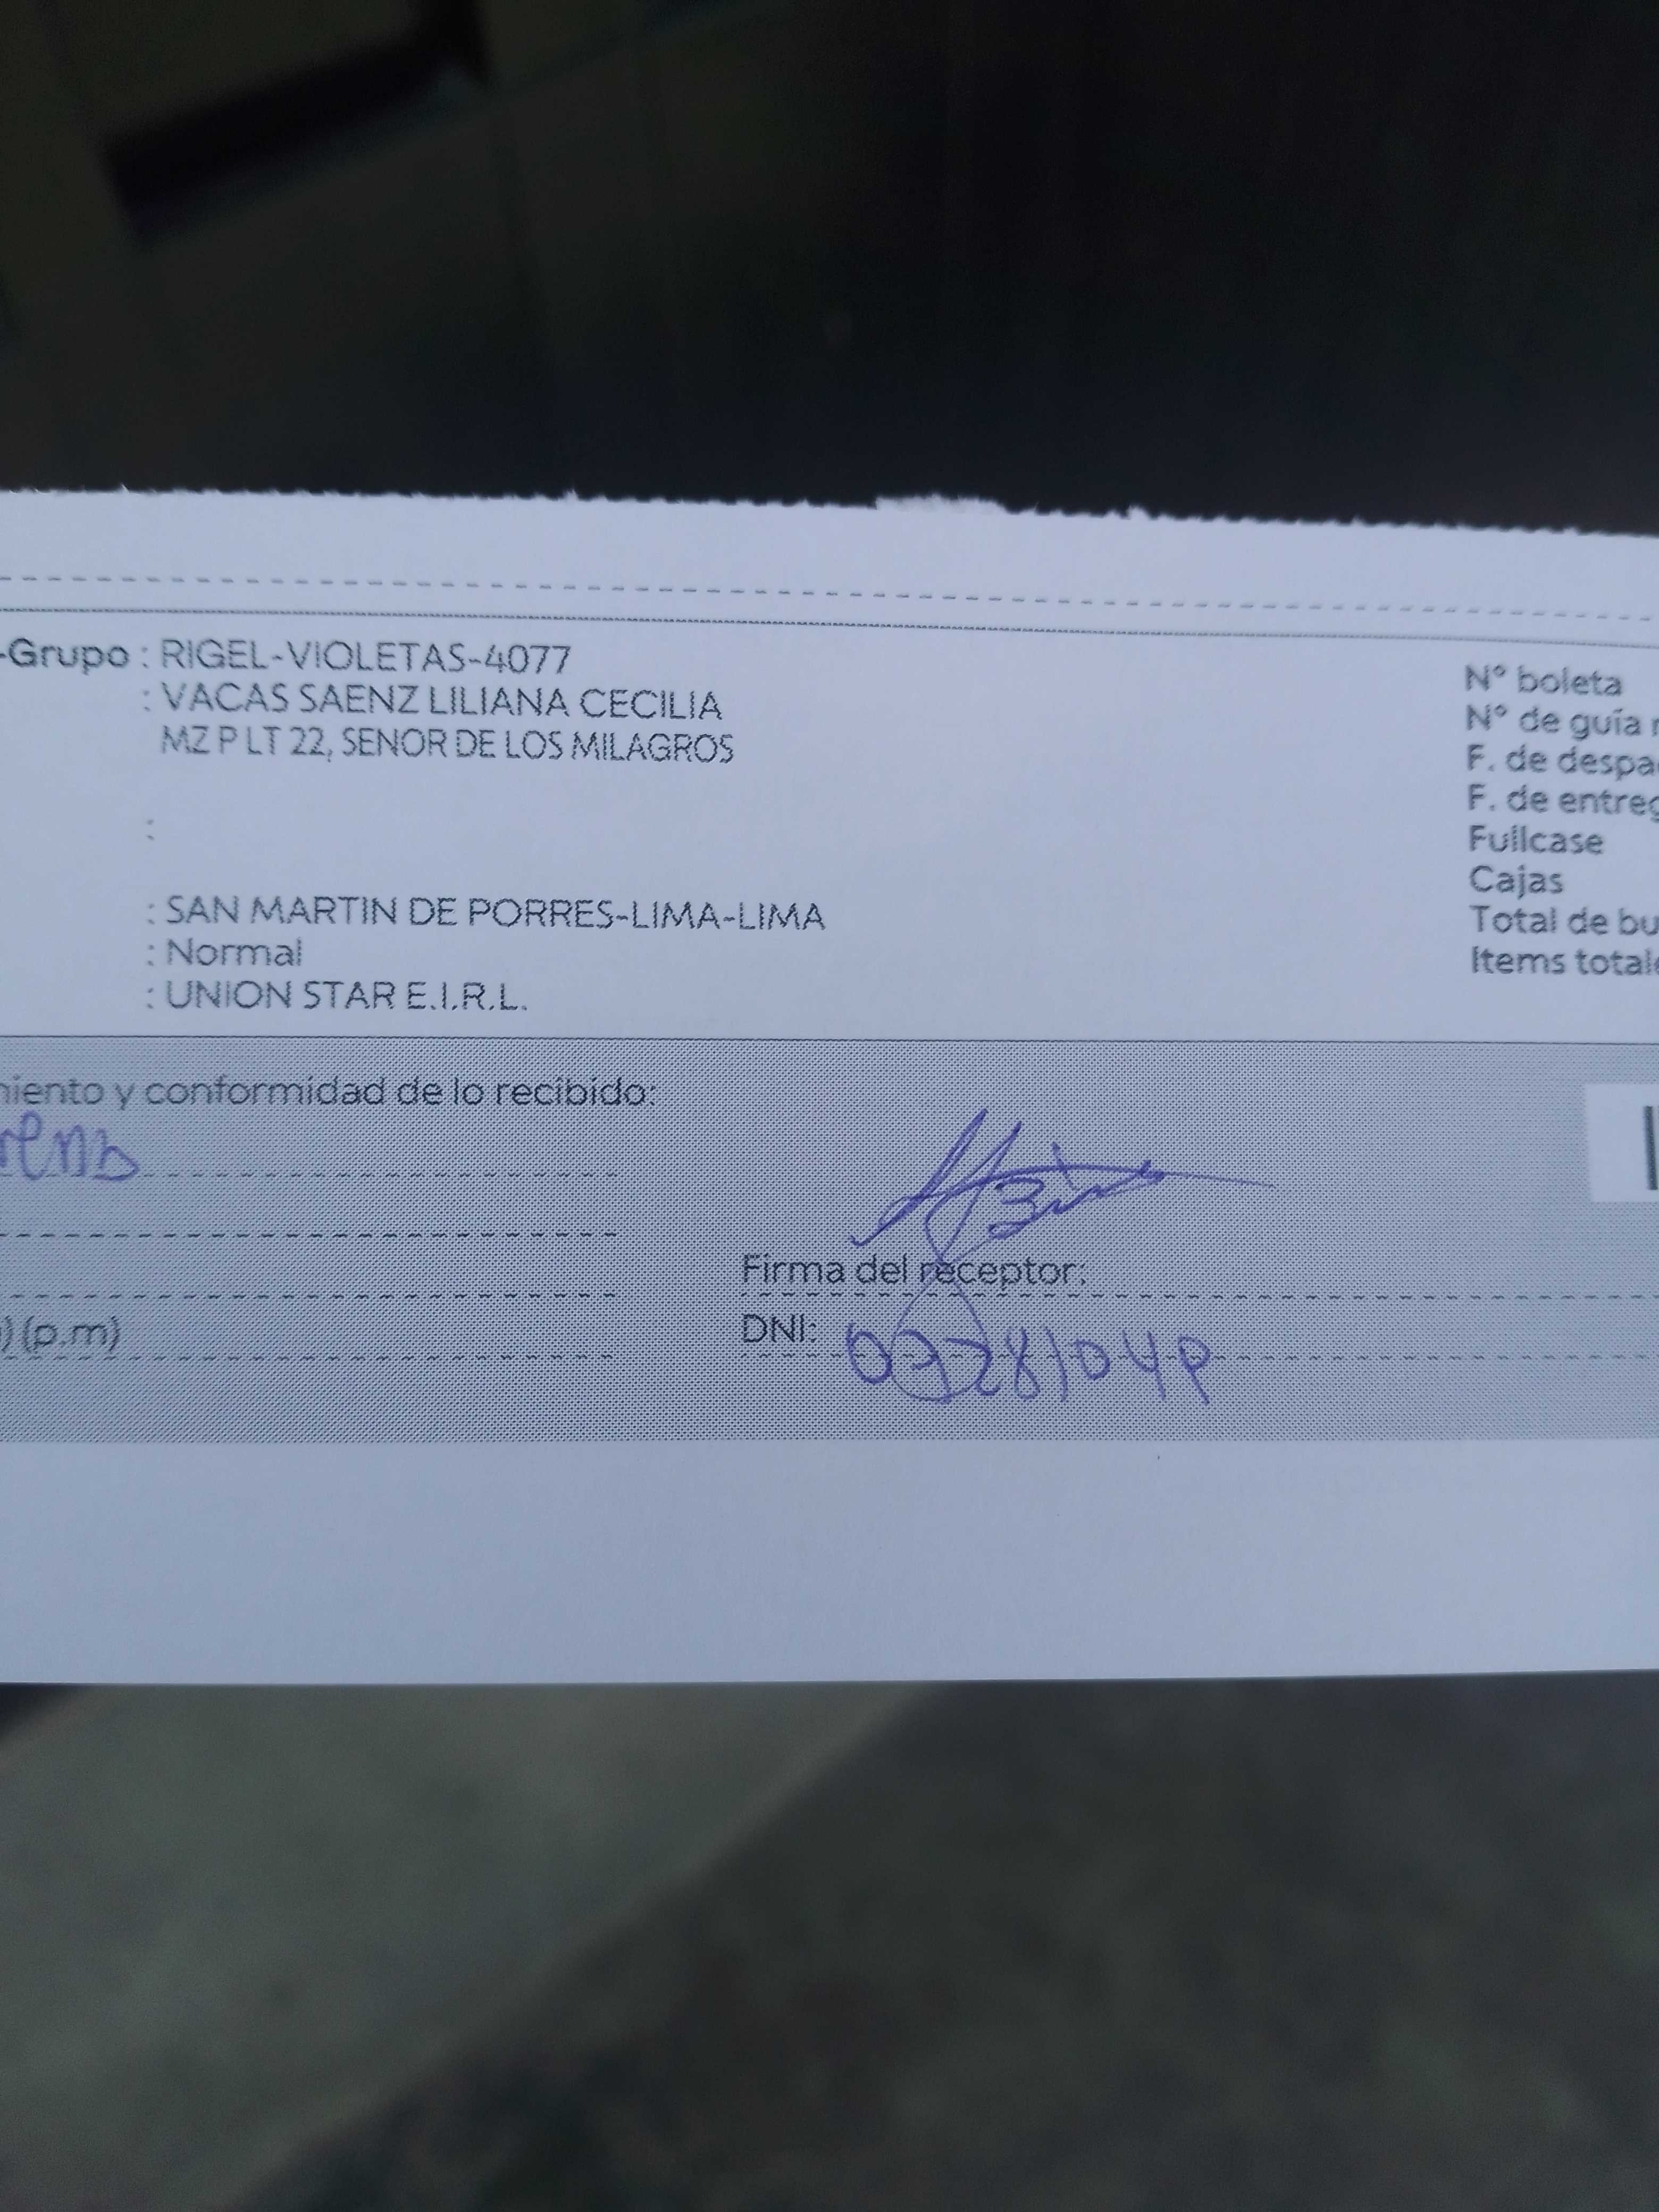 -Grupo : RIGEL-VIOLETAS-4077
: VACAS SAENZ LILIANA CECILIA
MZ P LT 22, SENOR DE LOS MILAGROS
:
: SAN MARTIN DE PORRES-LIMA-LIMA
: Normal
: UNION STAR E.I.R.L.
N° boleta
N° de guía r
F. de despa
F. de entreg
Fullcase
Cajas
Total de bu
Items total
miento y conformidad de lo recibido:
Firma del receptor:
) (p.m)
DNI: